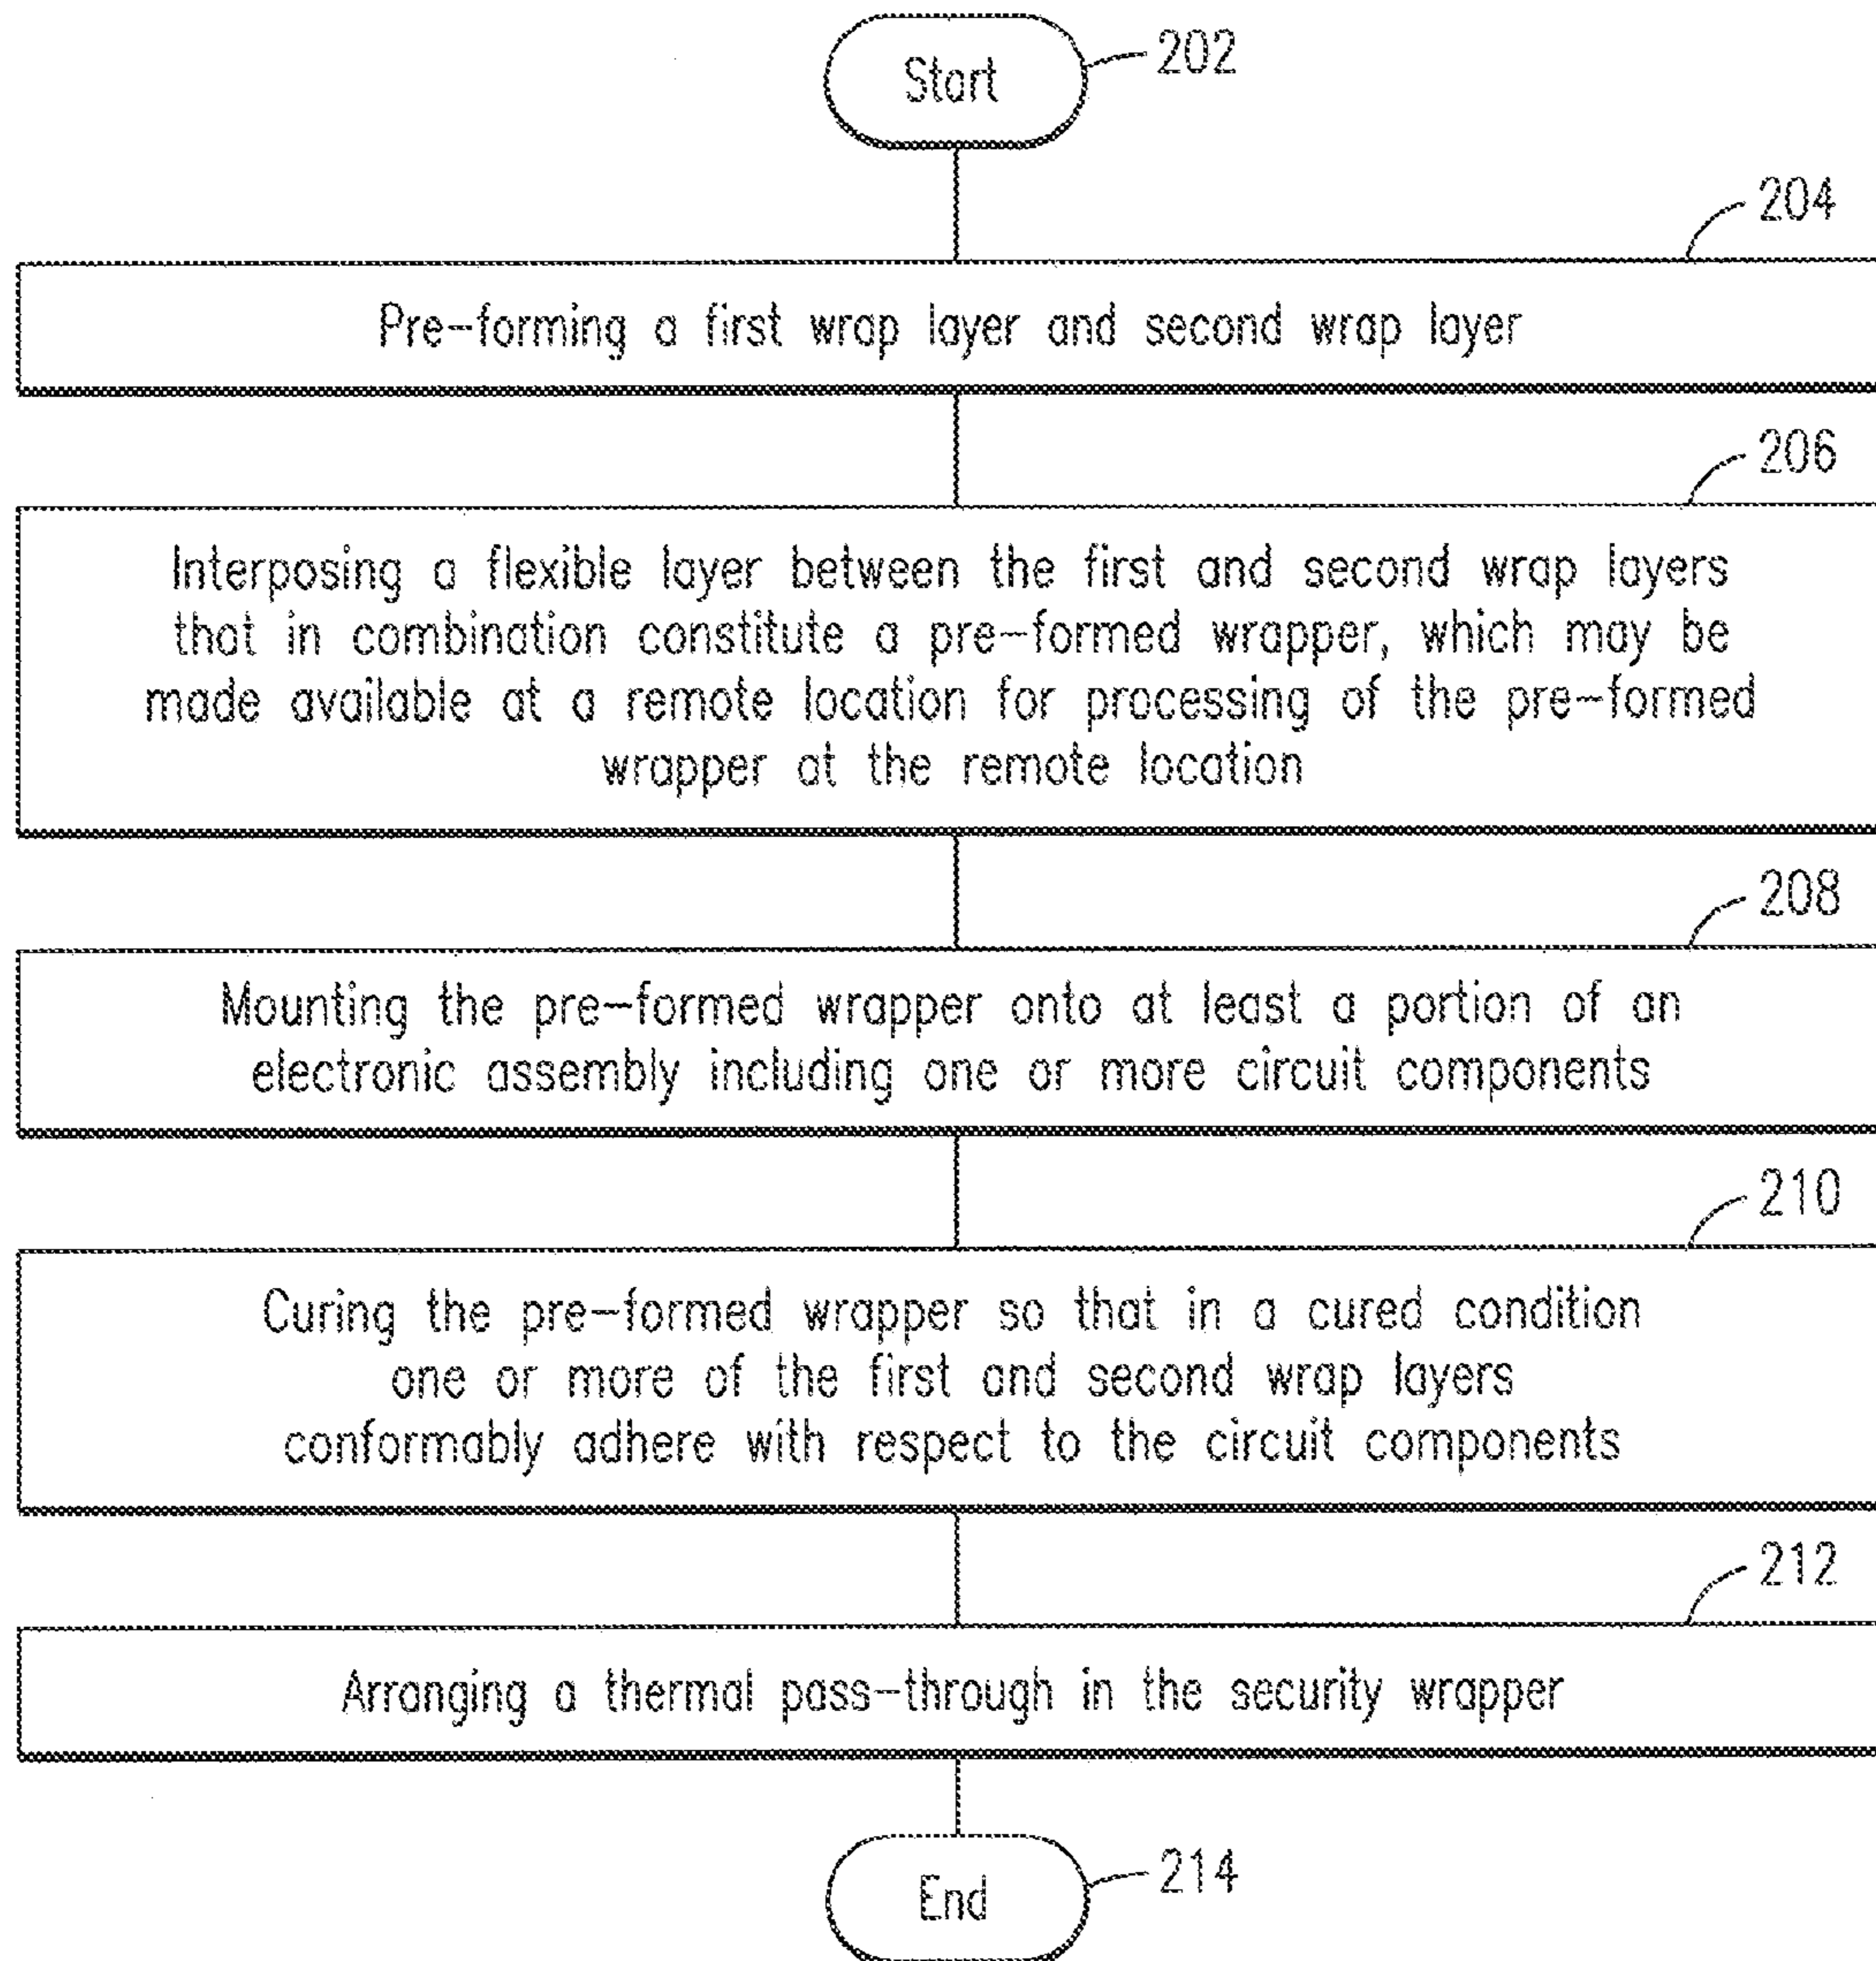 Start
202
204
Pre-forming a first wrap layer and second wrap layer
206
Interposing a flexible layer between the first and second wrap layers
that in combination constitute a pre-formed wrapper, which may be
made available at a remote location for processing of the pre-formed
wrapper at the remote location
208
Mounting the pre-formed wrapper onto at least a portion of an
electronic assembly including one or more circuit components
210
Curing the pre-formed wrapper so that in a cured condition
one or more of the first and second wrap layers
conformably adhere with respect to the circuit components
212
Arranging a thermal pass-through in the security wrapper
End
214